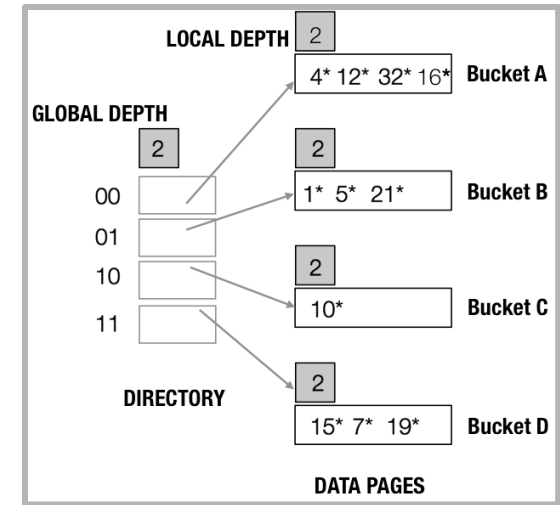 LOCAL DEPTH 2
4* 12* 32* 16* Bucket A
GLOBAL DEPTH
2
2
00
1* 5* 21* Bucket B
01
10
2
10* Bucket C
11
2
DIRECTORY
15* 7* 19* Bucket D
DATA PAGES